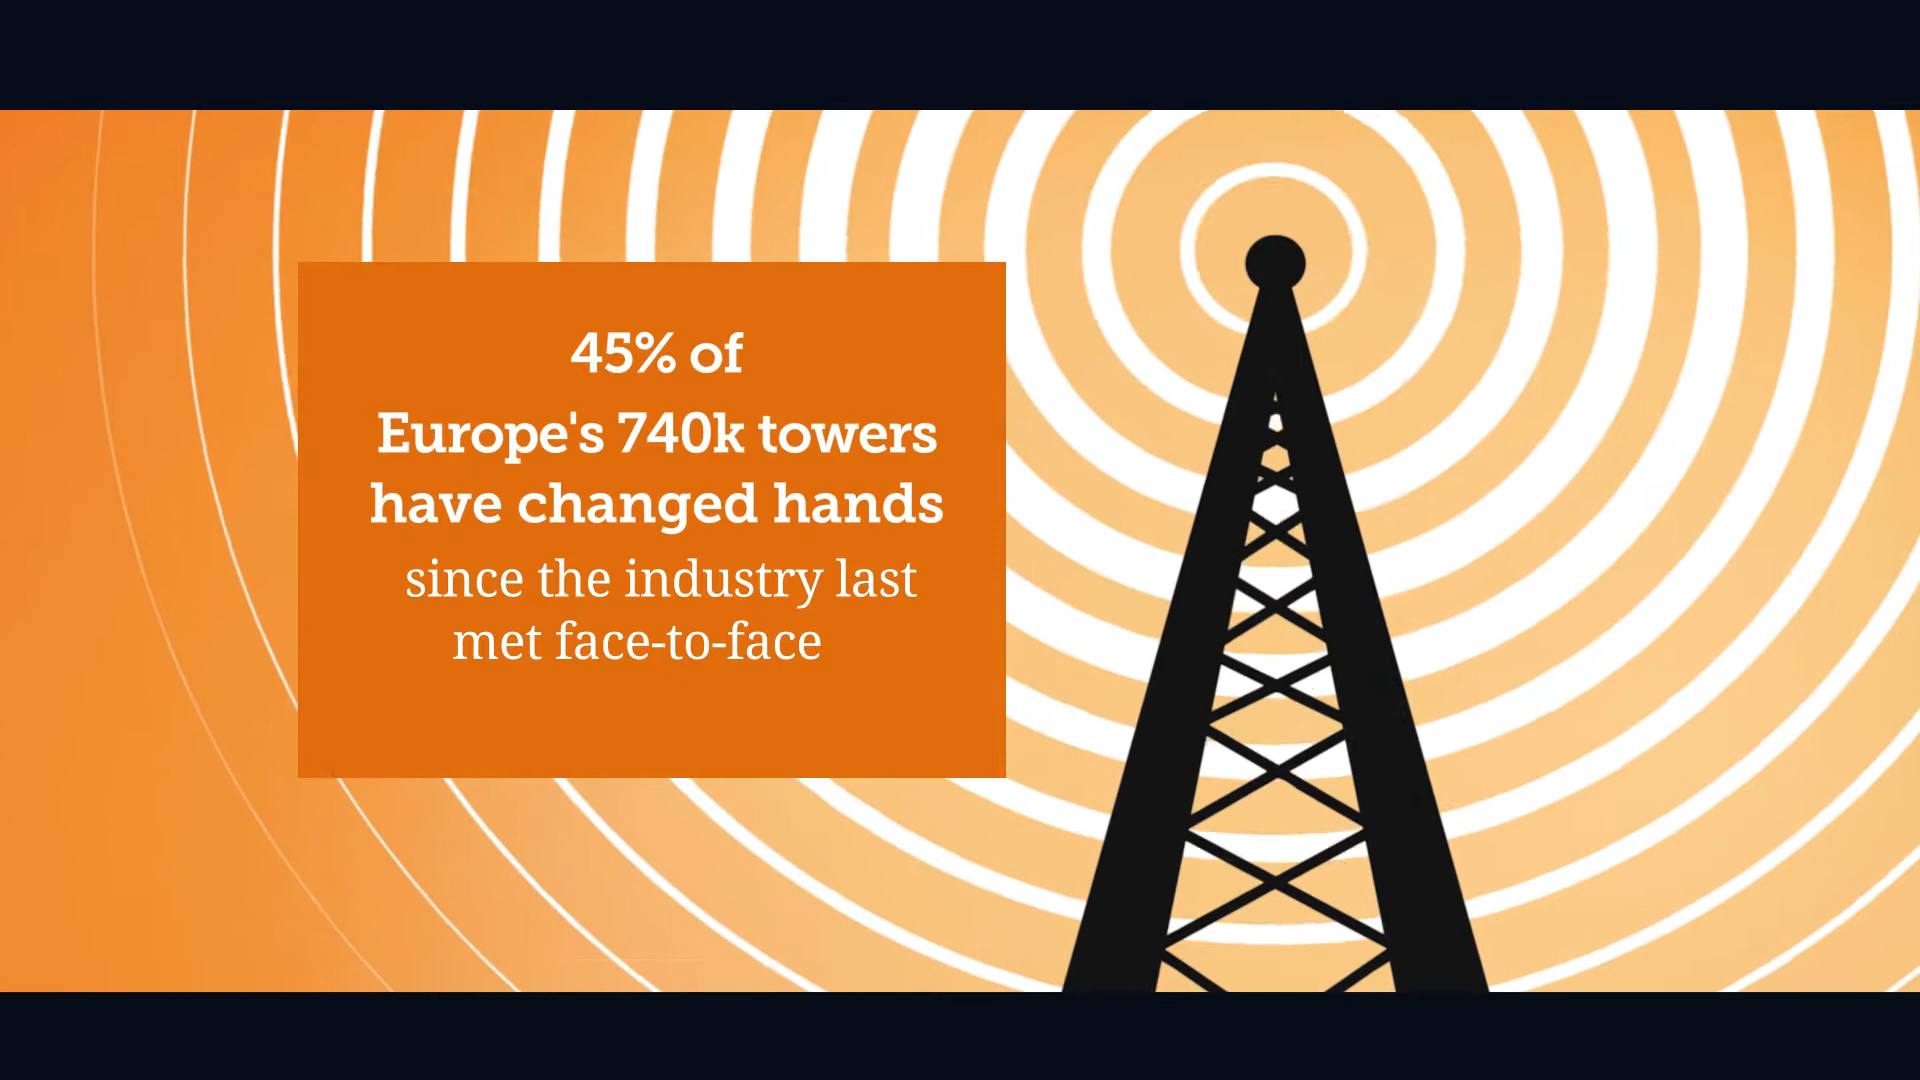 45% of
Europe's 740k towers
have changed hands
since the industry last
met face-to-face